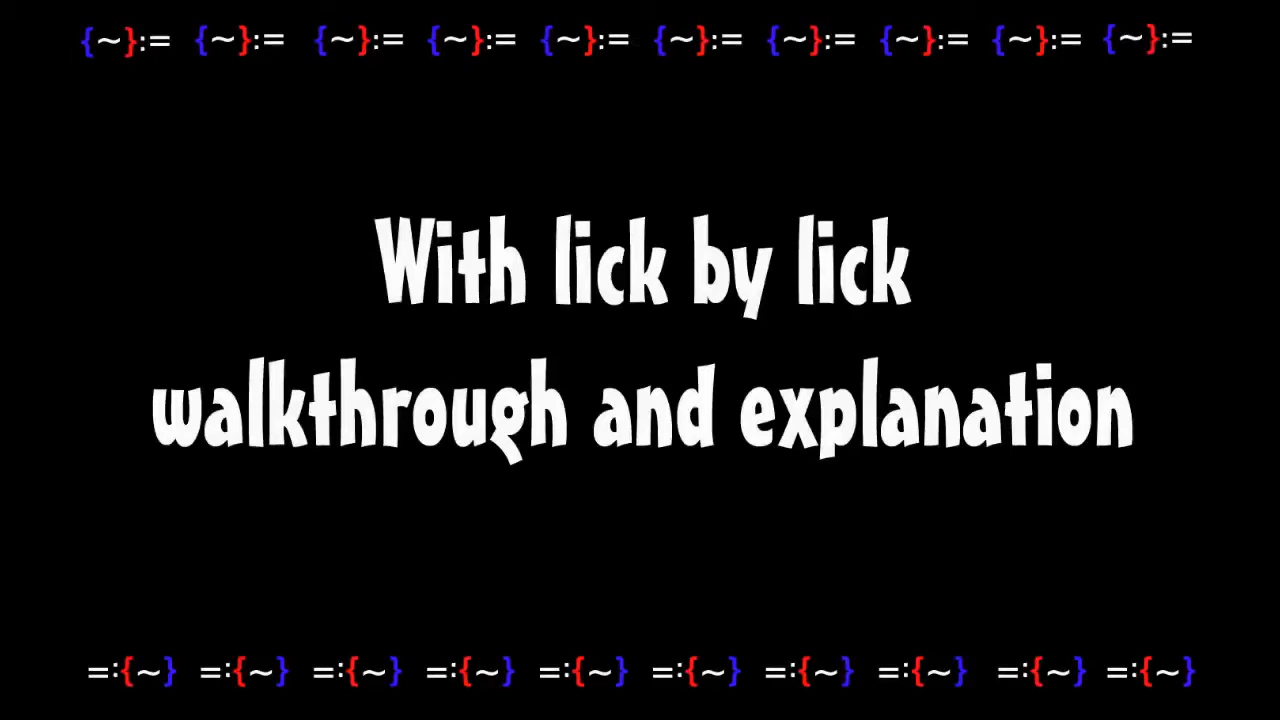 {~}:= {~}:= {~}:= {~}:= {~}:= {~}:= {~}:= {~}:= {~}:= {~}:=
With lick by lick
walkthrough and explanation
=:{~} =:{~} =:{~} =:{~} =:{~} =:{~} =:{~} =:{~} =:{~} =:{~}